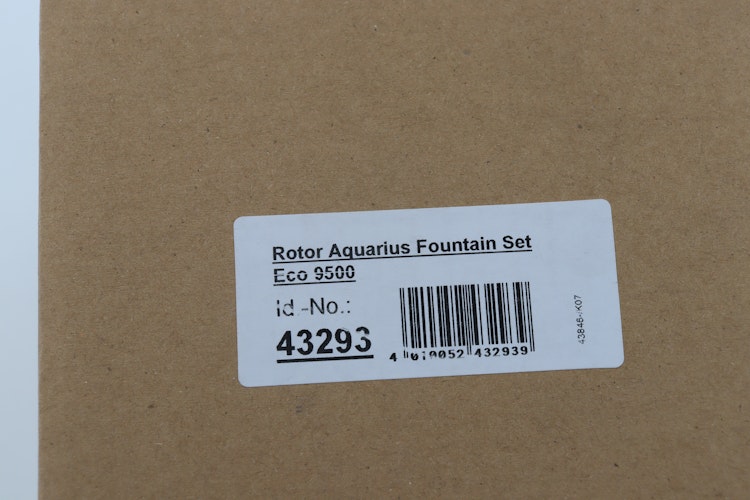 Rotor Aquarius Fountain Set
Eco 9500
Id.-No.:
43293
4 010052 432939
43846-/K07